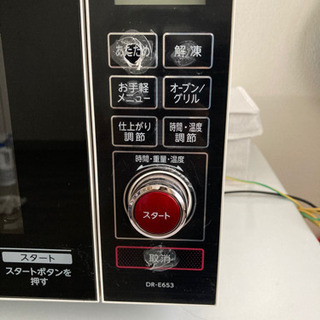 あたため
解凍
お手軽
メニュー
オーブン/
グリル
仕上がり
調節
時間・温度
調節
時間・重量・温度
スタート
取消
DR-E653
スタート
スタートボタンを
押す